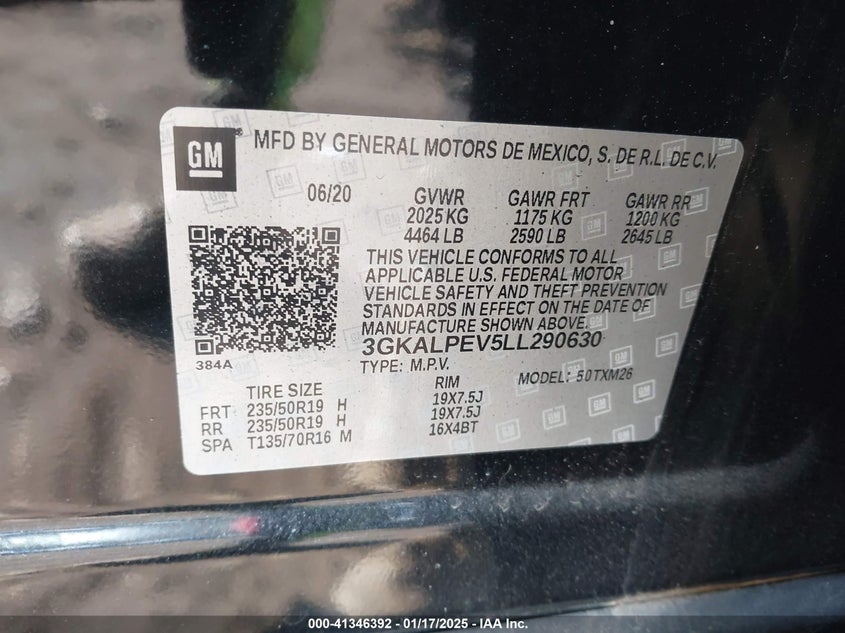 GM
MFD BY GENERAL MOTORS DE MEXICO, S. DE R.L. DE C.V.
06/20 GVWR GAWR FRT GAWR RR
2025 KG 1175 KG 1200 KG
4464 LB 2590 LB 2645 LB
THIS VEHICLE CONFORMS TO ALL
APPLICABLE U.S. FEDERAL MOTOR
VEHICLE SAFETY AND THEFT PREVENTION
STANDARDS IN EFFECT ON THE DATE OF
MANUFACTURE SHOWN ABOVE.
3GKALPEV5LL290630
384A
TYPE: M.P.V. MODEL: 50TXM26
TIRE SIZE RIM
FRT 235/50R19 H 19X7.5J
RR 235/50R19 H 19X7.5J
SPA T135/70R16 M 16X4BT
000-41346392 - 01/17/2025 - IAA Inc.